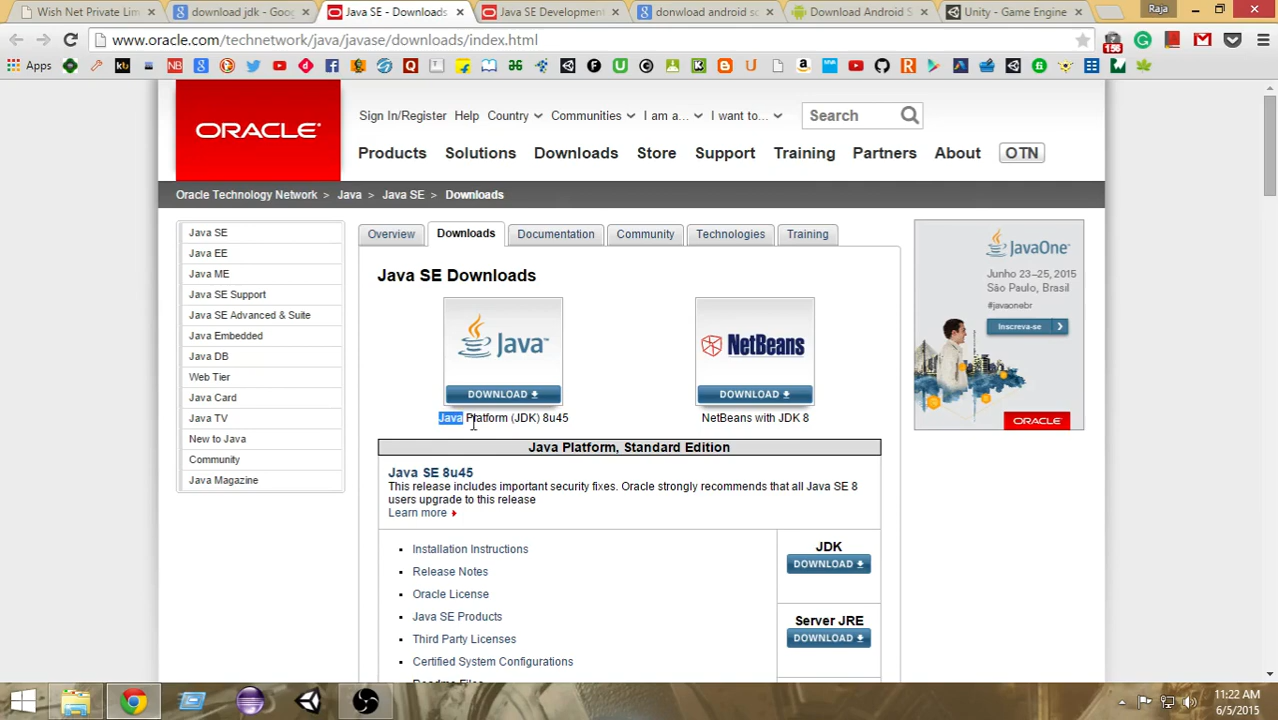 Wish Net Private Lim
download jdk - Goo
Java SE - Downloads
Java SE Development
donwload android sd
Download Android S
Unity - Game Engine
Raja
www.oracle.com/technetwork/java/javase/downloads/index.html
156
Apps
ORACLE
Sign In/Register Help Country Communities I am a... I want to... Search
Products Solutions Downloads Store Support Training Partners About OTN
Oracle Technology Network > Java > Java SE > Downloads
Java SE
Java EE
Java ME
Java SE Support
Java SE Advanced & Suite
Java Embedded
Java DB
Web Tier
Java Card
Java TV
New to Java
Community
Java Magazine
Overview Downloads Documentation Community Technologies Training
Java SE Downloads
Java™
DOWNLOAD
Java Platform (JDK) 8u45
NetBeans
DOWNLOAD
NetBeans with JDK 8
Java Platform, Standard Edition
Java SE 8u45
This release includes important security fixes. Oracle strongly recommends that all Java SE 8
users upgrade to this release
Learn more
Installation Instructions
Release Notes
Oracle License
Java SE Products
Third Party Licenses
Certified System Configurations
JDK
DOWNLOAD
Server JRE
DOWNLOAD
JavaOne™
Junho 23–25, 2015
São Paulo, Brasil
#javaonebr
Inscreva-se
ORACLE
11:22 AM
6/5/2015